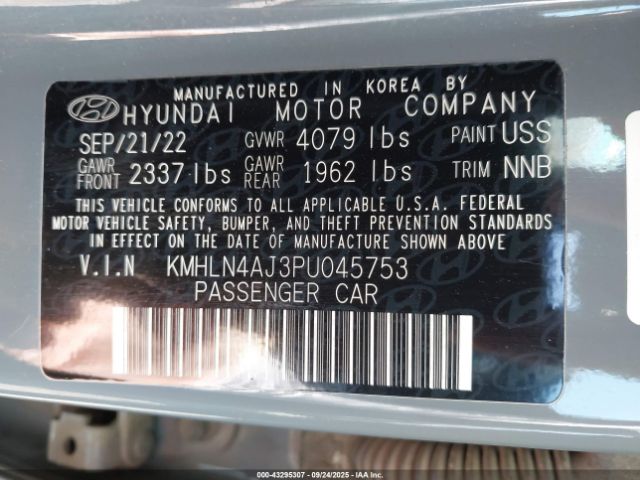 MANUFACTURED IN KOREA BY
HYUNDAI MOTOR COMPANY
SEP/21/22 GVWR 4079 lbs PAINT USS
GAWR FRONT 2337 lbs GAWR REAR 1962 lbs TRIM NNB
THIS VEHICLE CONFORMS TO ALL APPLICABLE U.S.A. FEDERAL
MOTOR VEHICLE SAFETY, BUMPER, AND THEFT PREVENTION STANDARDS
IN EFFECT ON THE DATE OF MANUFACTURE SHOWN ABOVE
V.I.N KMHLN4AJ3PU045753
PASSENGER CAR
000-43295307 - 09/24/2025 - COPYRIGHT IAA, INC.